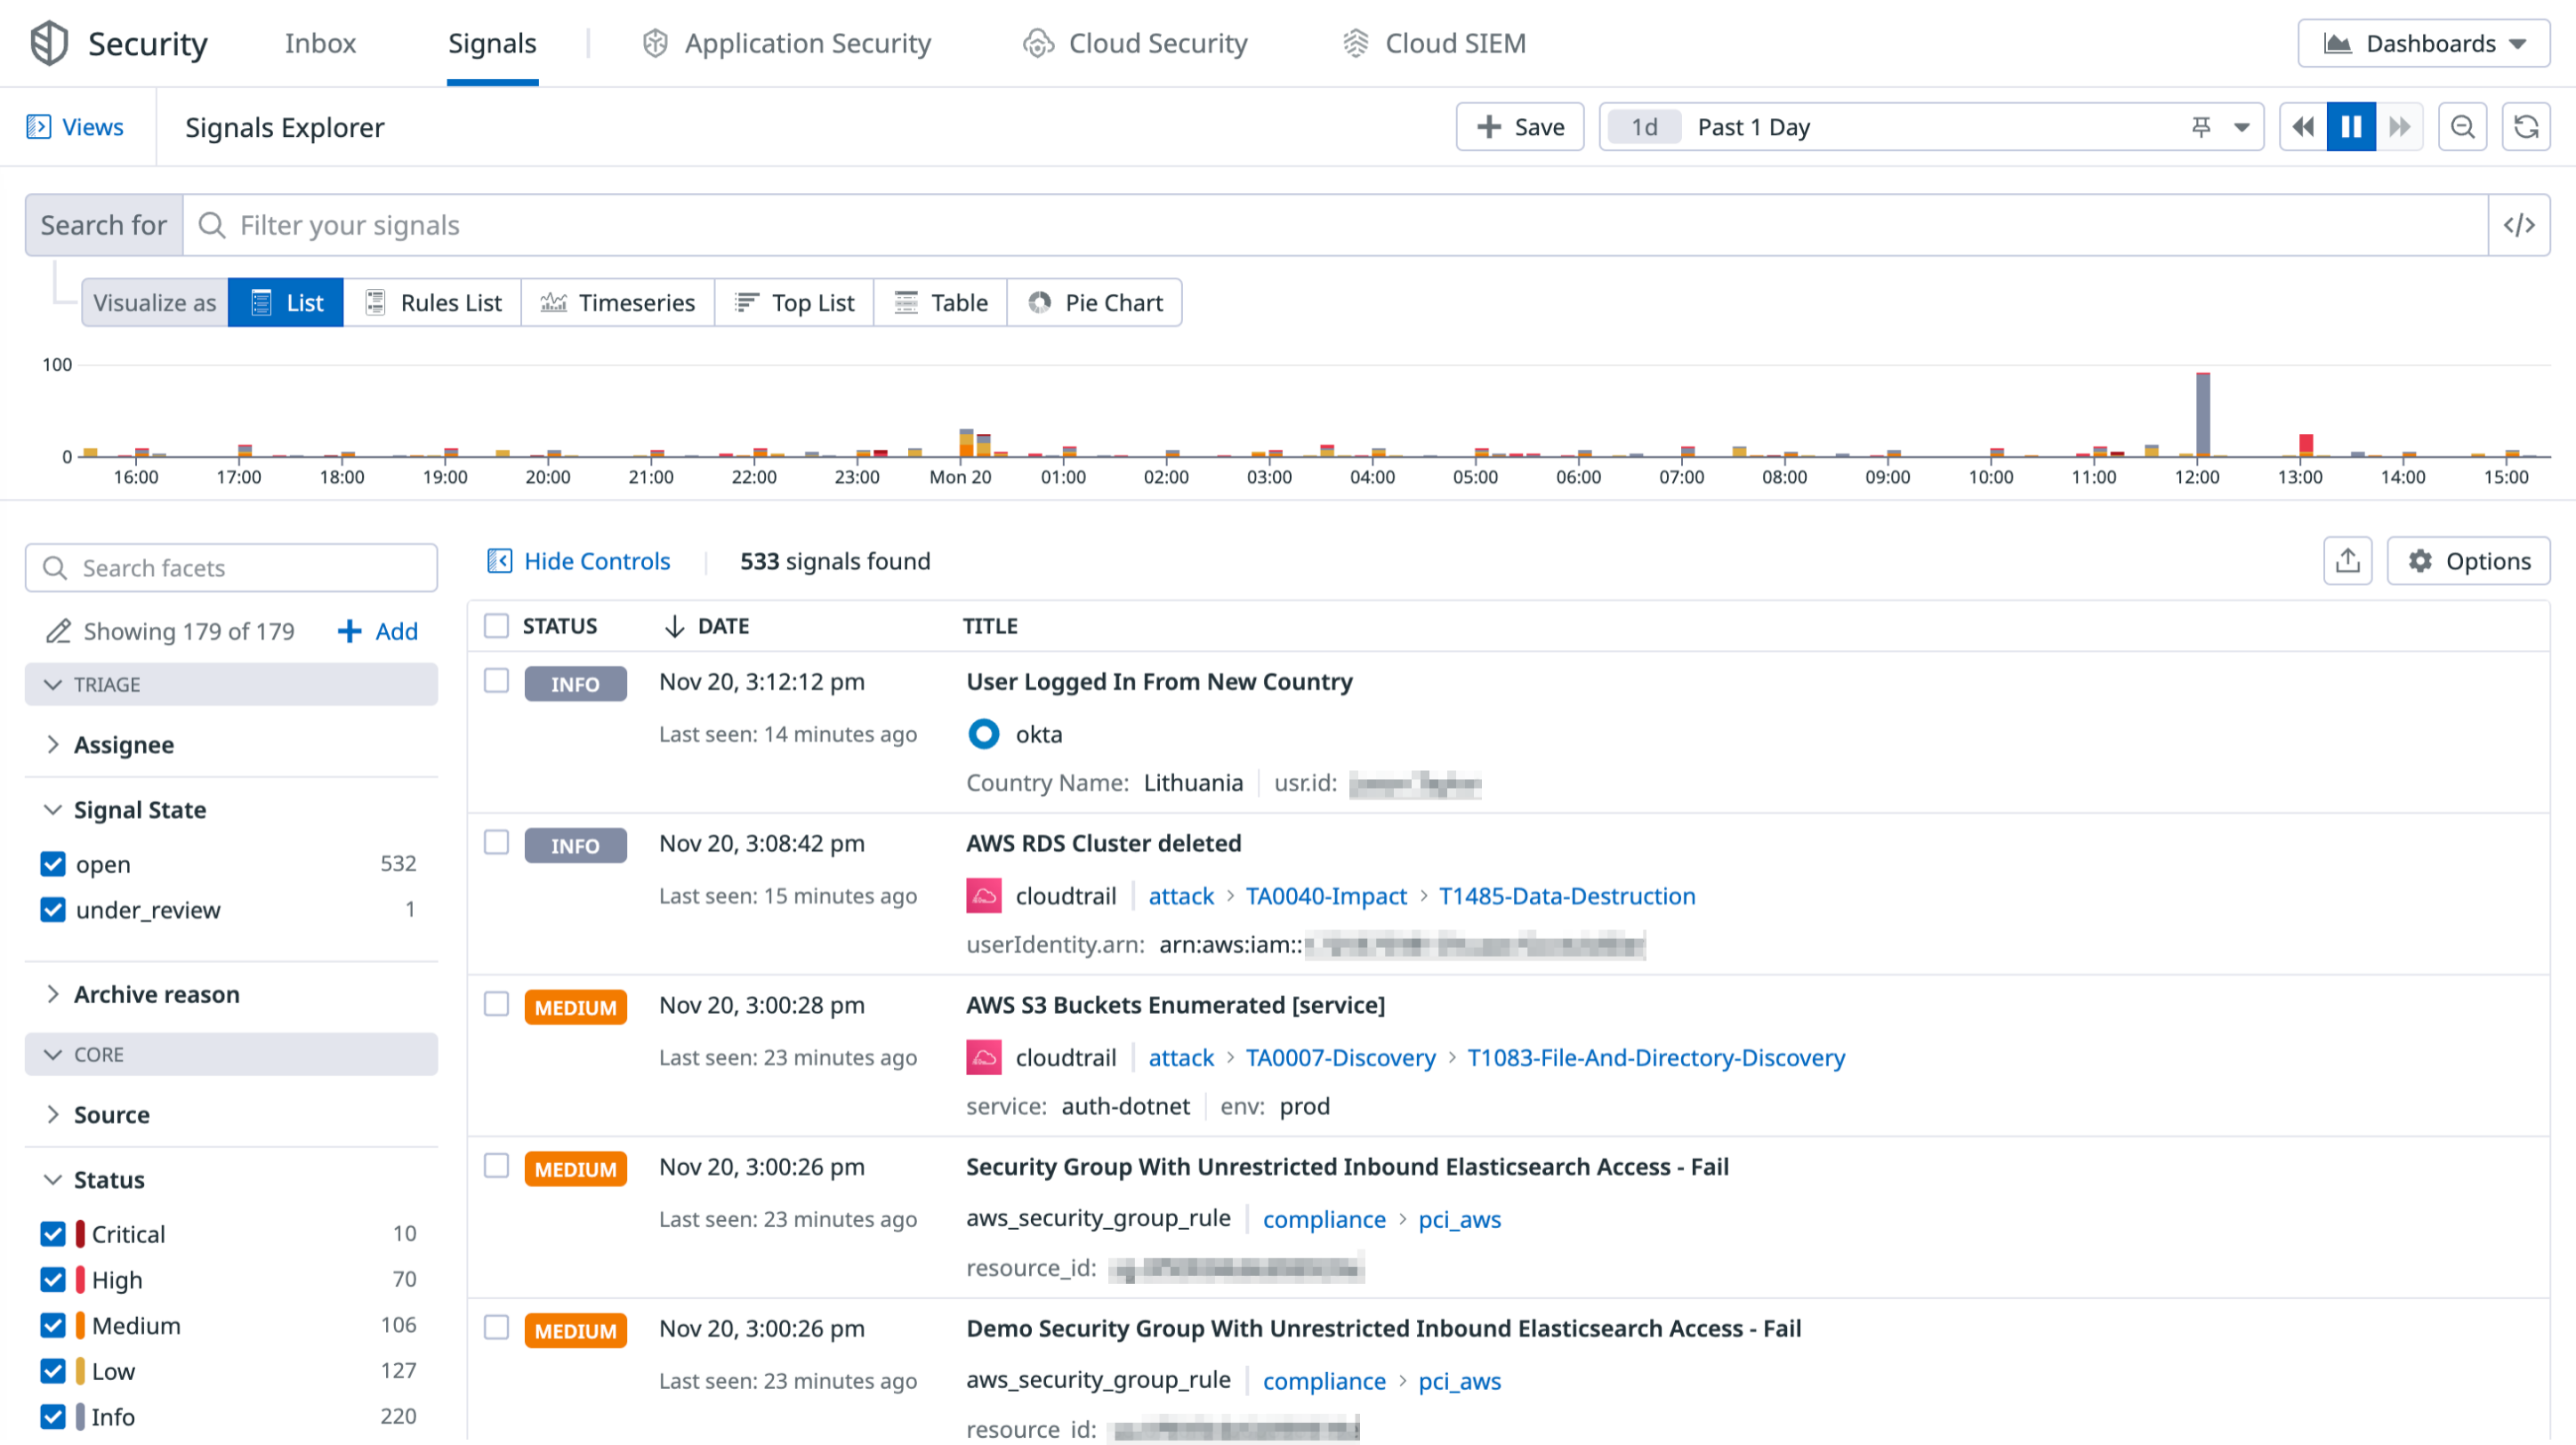 Security Inbox Signals Application Security Cloud Security Cloud SIEM Dashboards
Views Signals Explorer Save 1d Past 1 Day
Search for Filter your signals </>
Visualize as List Rules List Timeseries Top List Table Pie Chart
100
0
16:00 17:00 18:00 19:00 20:00 21:00 22:00 23:00 Mon 20 01:00 02:00 03:00 04:00 05:00 06:00 07:00 08:00 09:00 10:00 11:00 12:00 13:00 14:00 15:00
Search facets
Showing 179 of 179 + Add
TRIAGE
Assignee
Signal State
open 532
under_review 1
Archive reason
CORE
Source
Status
Critical 10
High 70
Medium 106
Low 127
Info 220
Hide Controls 533 signals found Options
STATUS DATE TITLE
INFO Nov 20, 3:12:12 pm User Logged In From New Country
Last seen: 14 minutes ago okta
Country Name: Lithuania usr.id:
INFO Nov 20, 3:08:42 pm AWS RDS Cluster deleted
Last seen: 15 minutes ago cloudtrail attack > TA0040-Impact > T1485-Data-Destruction
userIdentity.arn: arn:aws:iam::
MEDIUM Nov 20, 3:00:28 pm AWS S3 Buckets Enumerated [service]
Last seen: 23 minutes ago cloudtrail attack > TA0007-Discovery > T1083-File-And-Directory-Discovery
service: auth-dotnet env: prod
MEDIUM Nov 20, 3:00:26 pm Security Group With Unrestricted Inbound Elasticsearch Access - Fail
Last seen: 23 minutes ago aws_security_group_rule compliance > pci_aws
resource_id:
MEDIUM Nov 20, 3:00:26 pm Demo Security Group With Unrestricted Inbound Elasticsearch Access - Fail
Last seen: 23 minutes ago aws_security_group_rule compliance > pci_aws
resource_id: